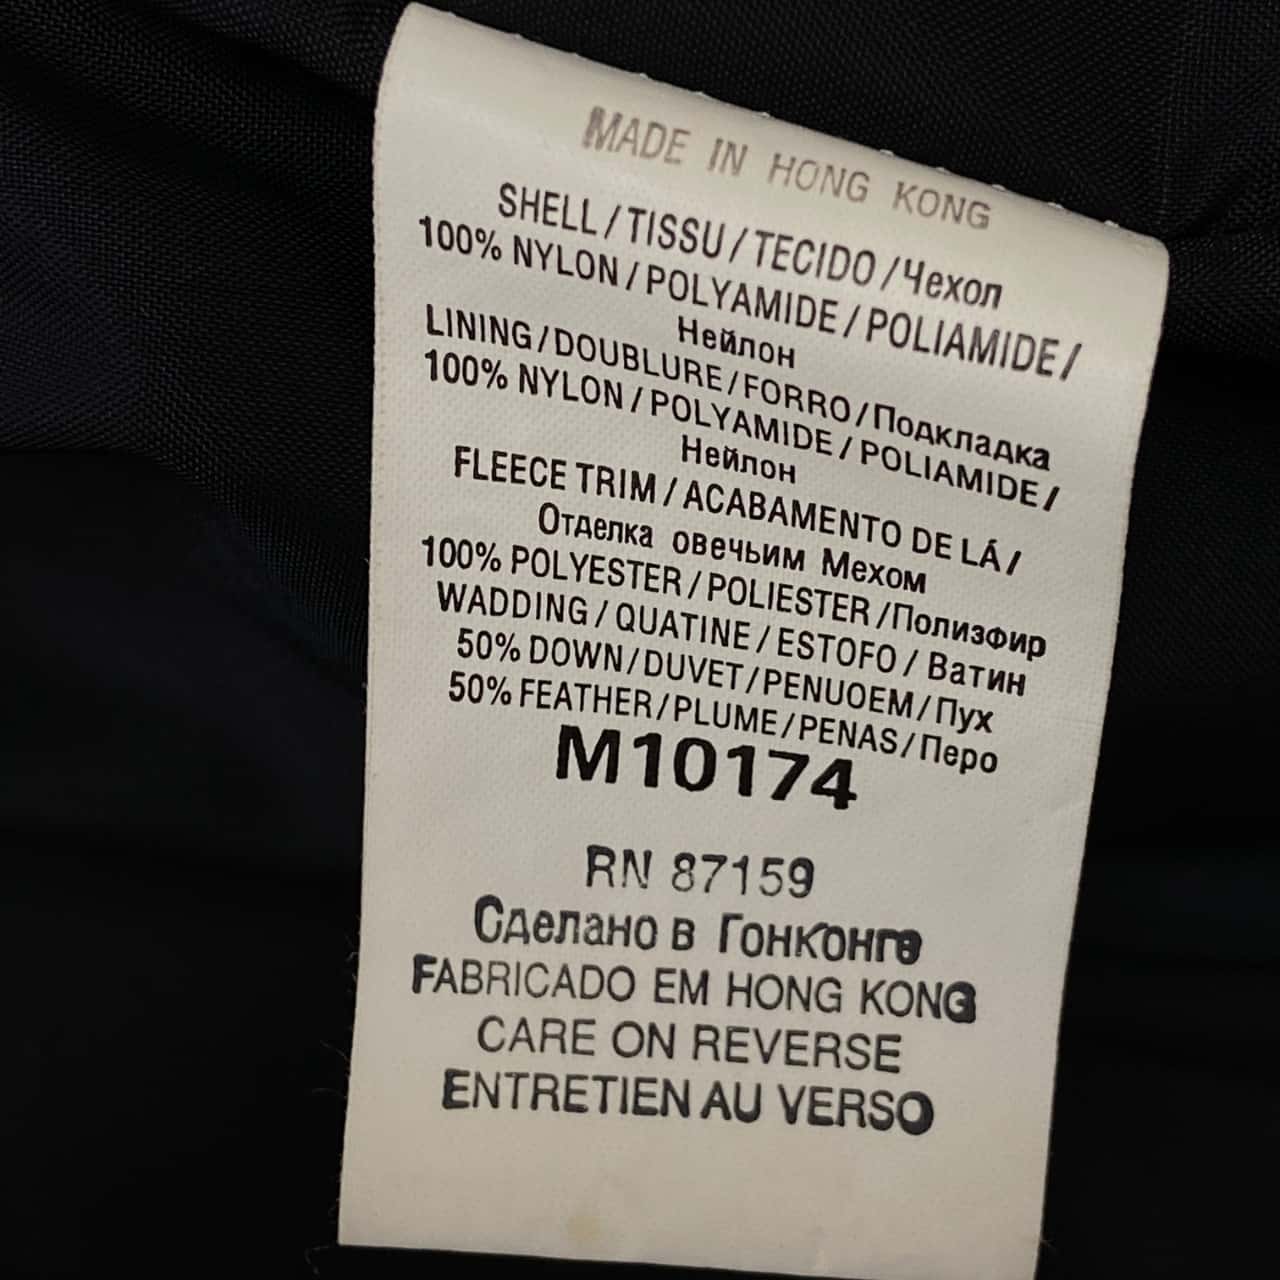 MADE IN HONG KONG
SHELL / TISSU / TECIDO / Чехол
100% NYLON / POLYAMIDE / POLIAMIDE /
Нейлон
LINING / DOUBLURE / FORRO / Подкладка
100% NYLON / POLYAMIDE / POLIAMIDE /
Нейлон
FLEECE TRIM / ACABAMENTO DE LÁ /
Отделка овечьим Мехом
100% POLYESTER / POLIESTER / Полизфир
WADDING / QUATINE / ESTOFO / Ватин
50% DOWN / DUVET / PENUOEM / Пух
50% FEATHER / PLUME / PENAS / Перо
M10174
RN 87159
Сделано в Гонконге
FABRICADO EM HONG KONG
CARE ON REVERSE
ENTRETIEN AU VERSO